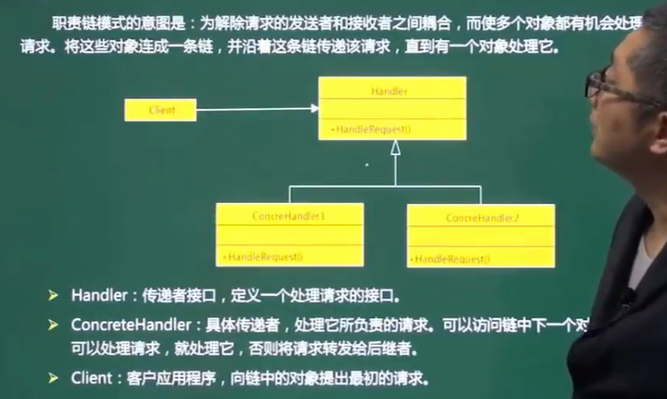 职责链模式的意图是：为解除请求的发送者和接收者之间耦合，而使多个对象都有机会处理
请求。将这些对象连成一条链，并沿着这条链传递该请求，直到有一个对象处理它。
Client
Handler
+HandleRequest()
ConcreHandler1
ConcreHandler2
+HandleRequest()
+HandleRequest()
Handler：传递者接口，定义一个处理请求的接口。
ConcreteHandler：具体传递者，处理它所负责的请求。可以访问链中下一个对
可以处理请求，就处理它，否则将请求转发给后继者。
Client：客户应用程序，向链中的对象提出最初的请求。